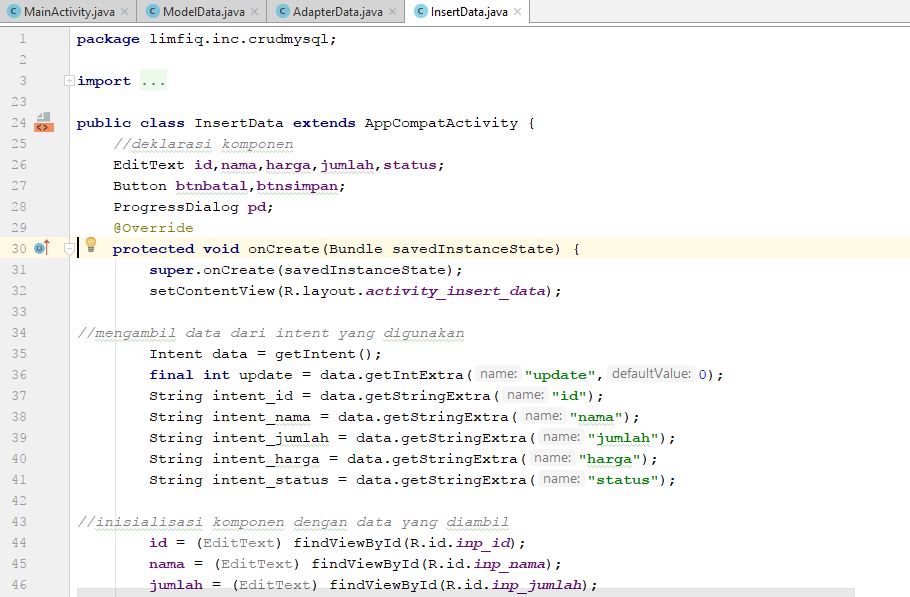 MainActivity.java × ModelData.java × AdapterData.java × InsertData.java ×
1 package limfiq.inc.crudmysql;
2
3 import ...
23
24 public class InsertData extends AppCompatActivity {
25 //deklarasi komponen
26 EditText id,nama,harga,jumlah,status;
27 Button btnbatal,btnsimpan;
28 ProgressDialog pd;
29 @Override
30 protected void onCreate(Bundle savedInstanceState) {
31 super.onCreate(savedInstanceState);
32 setContentView(R.layout.activity_insert_data);
33
34 //mengambil data dari intent yang digunakan
35 Intent data = getIntent();
36 final int update = data.getIntExtra( name: "update", defaultValue: 0);
37 String intent_id = data.getStringExtra( name: "id");
38 String intent_nama = data.getStringExtra( name: "nama");
39 String intent_jumlah = data.getStringExtra( name: "jumlah");
40 String intent_harga = data.getStringExtra( name: "harga");
41 String intent_status = data.getStringExtra( name: "status");
42
43 //inisialisasi komponen dengan data yang diambil
44 id = (EditText) findViewById(R.id.inp_id);
45 nama = (EditText) findViewById(R.id.inp_nama);
46 jumlah = (EditText) findViewById(R.id.inp_jumlah);